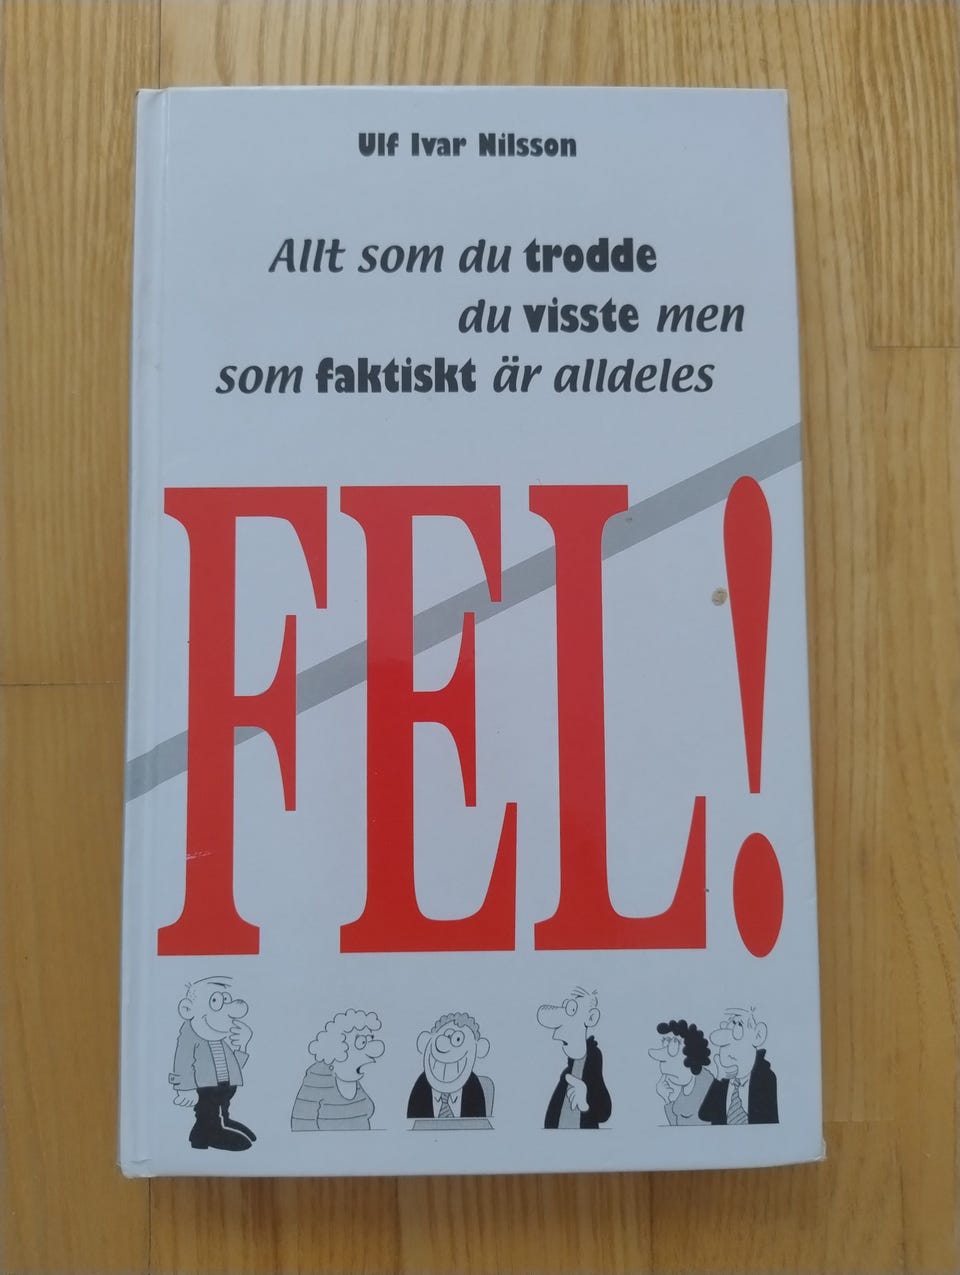 Ulf Ivar Nilsson
Allt som du trodde
du visste men
som faktiskt är alldeles
FEL!